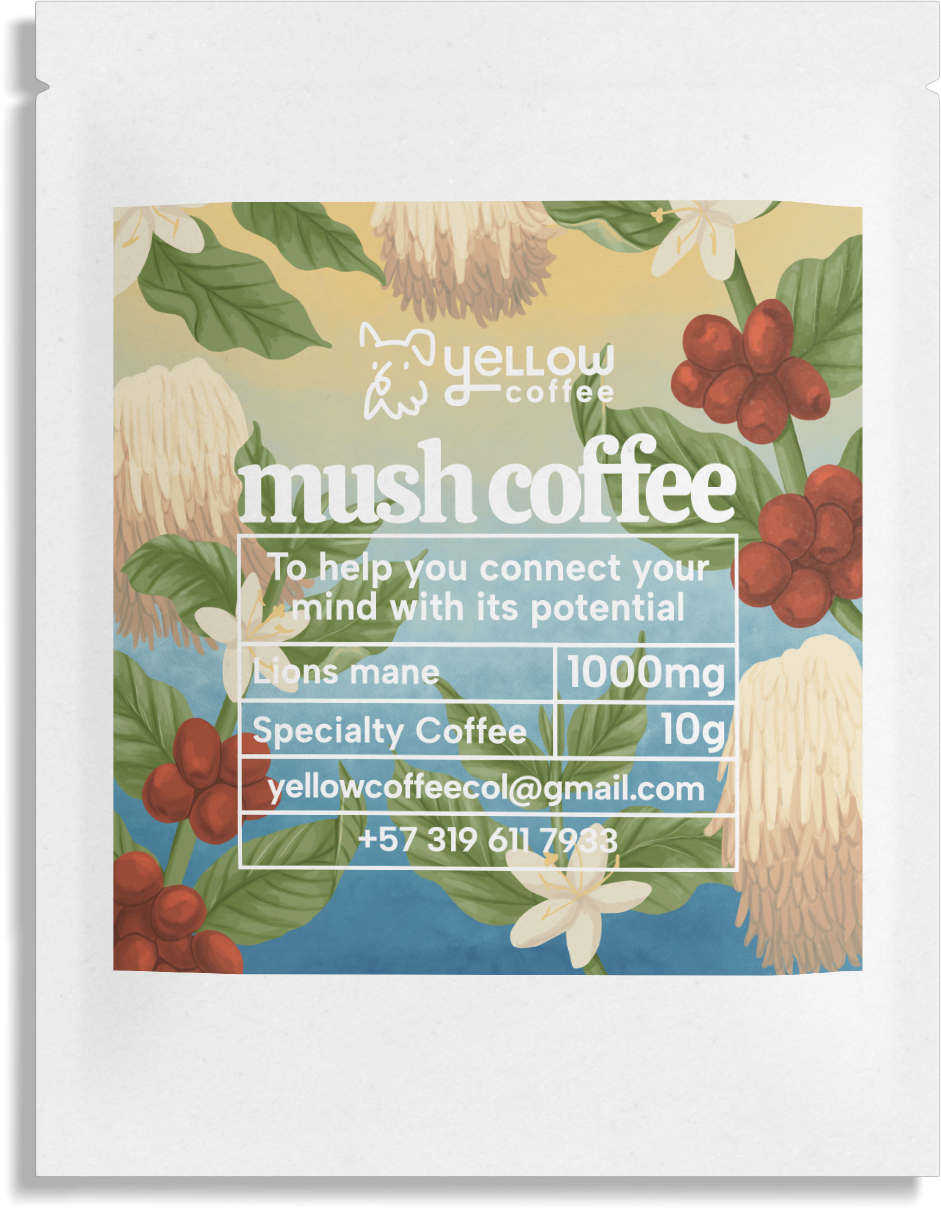 yellow
coffee
mush coffee
To help you connect your
mind with its potential
Lions mane 1000mg
Specialty Coffee 10g
yellowcoffeecol@gmail.com
+57 319 611 7933